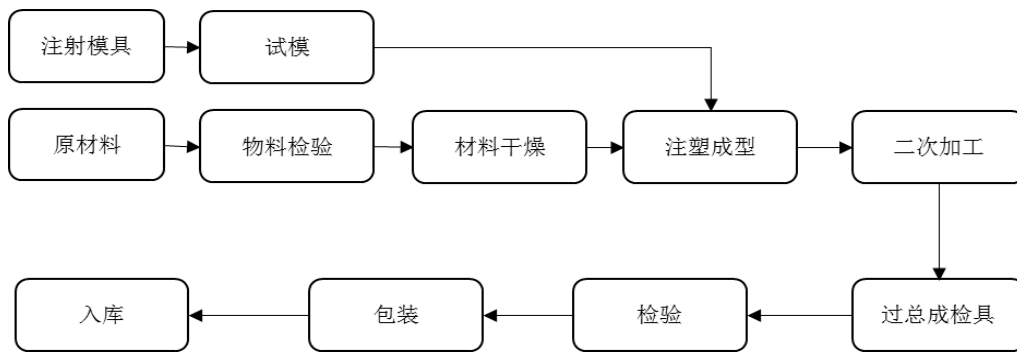 注射模具
试模
原材料
物料检验
材料干燥
注塑成型
二次加工
入库
包装
检验
过总成检具